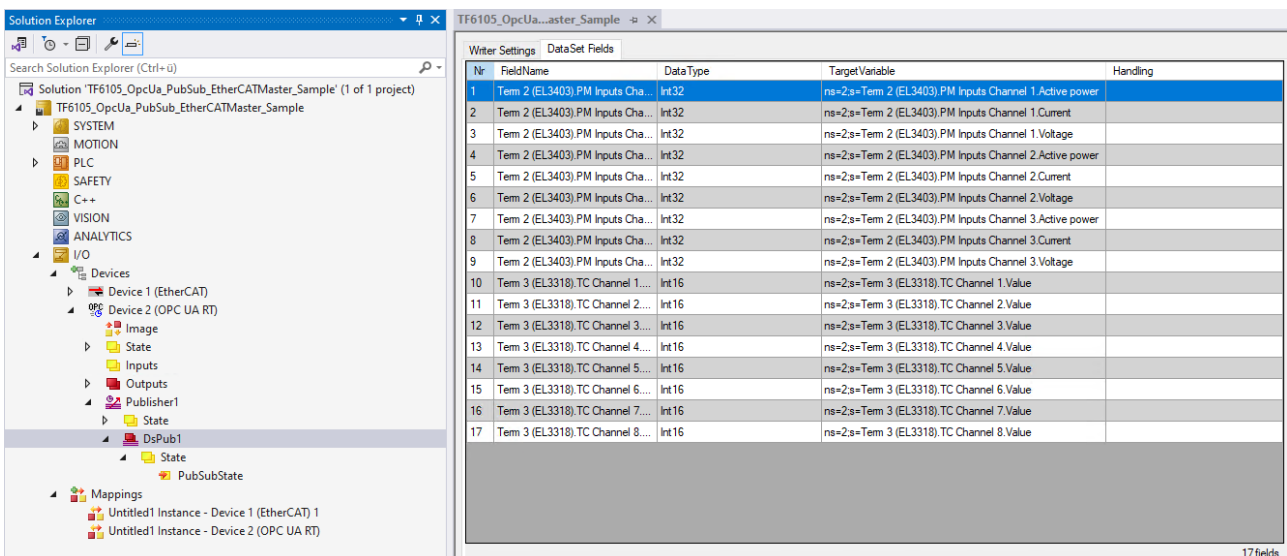 Solution Explorer
Search Solution Explorer (Ctrl+ü)
Solution 'TF6105_OpcUa_PubSub_EtherCATMaster_Sample' (1 of 1 project)
TF6105_OpcUa_PubSub_EtherCATMaster_Sample
SYSTEM
MOTION
PLC
SAFETY
C++
VISION
ANALYTICS
I/O
Devices
Device 1 (EtherCAT)
Device 2 (OPC UA RT)
Image
State
Inputs
Outputs
Publisher1
State
DsPub1
State
PubSubState
Mappings
Untitled1 Instance - Device 1 (EtherCAT) 1
Untitled1 Instance - Device 2 (OPC UA RT)
TF6105_OpcUa...aster_Sample
Writer Settings DataSet Fields
Nr FieldName DataType TargetVariable Handling
1 Term 2 (EL3403).PM Inputs Cha... Int32 ns=2;s=Term 2 (EL3403).PM Inputs Channel 1.Active power
2 Term 2 (EL3403).PM Inputs Cha... Int32 ns=2;s=Term 2 (EL3403).PM Inputs Channel 1.Current
3 Term 2 (EL3403).PM Inputs Cha... Int32 ns=2;s=Term 2 (EL3403).PM Inputs Channel 1.Voltage
4 Term 2 (EL3403).PM Inputs Cha... Int32 ns=2;s=Term 2 (EL3403).PM Inputs Channel 2.Active power
5 Term 2 (EL3403).PM Inputs Cha... Int32 ns=2;s=Term 2 (EL3403).PM Inputs Channel 2.Current
6 Term 2 (EL3403).PM Inputs Cha... Int32 ns=2;s=Term 2 (EL3403).PM Inputs Channel 2.Voltage
7 Term 2 (EL3403).PM Inputs Cha... Int32 ns=2;s=Term 2 (EL3403).PM Inputs Channel 3.Active power
8 Term 2 (EL3403).PM Inputs Cha... Int32 ns=2;s=Term 2 (EL3403).PM Inputs Channel 3.Current
9 Term 2 (EL3403).PM Inputs Cha... Int32 ns=2;s=Term 2 (EL3403).PM Inputs Channel 3.Voltage
10 Term 3 (EL3318).TC Channel 1.... Int16 ns=2;s=Term 3 (EL3318).TC Channel 1.Value
11 Term 3 (EL3318).TC Channel 2.... Int16 ns=2;s=Term 3 (EL3318).TC Channel 2.Value
12 Term 3 (EL3318).TC Channel 3.... Int16 ns=2;s=Term 3 (EL3318).TC Channel 3.Value
13 Term 3 (EL3318).TC Channel 4.... Int16 ns=2;s=Term 3 (EL3318).TC Channel 4.Value
14 Term 3 (EL3318).TC Channel 5.... Int16 ns=2;s=Term 3 (EL3318).TC Channel 5.Value
15 Term 3 (EL3318).TC Channel 6.... Int16 ns=2;s=Term 3 (EL3318).TC Channel 6.Value
16 Term 3 (EL3318).TC Channel 7.... Int16 ns=2;s=Term 3 (EL3318).TC Channel 7.Value
17 Term 3 (EL3318).TC Channel 8.... Int16 ns=2;s=Term 3 (EL3318).TC Channel 8.Value
17 fields